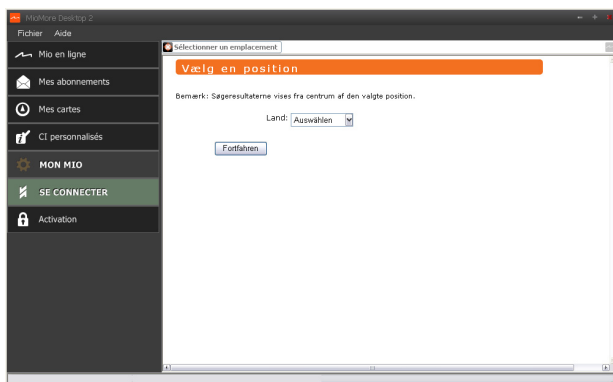 MioMore Desktop 2
Fichier Aide
Mio en ligne
Mes abonnements
Mes cartes
CI personnalisés
MON MIO
SE CONNECTER
Activation
Sélectionner un emplacement
Vælg en position
Bemærk: Søgeresultaterne vises fra centrum af den valgte position.
Land: Auswählen
Fortfahren